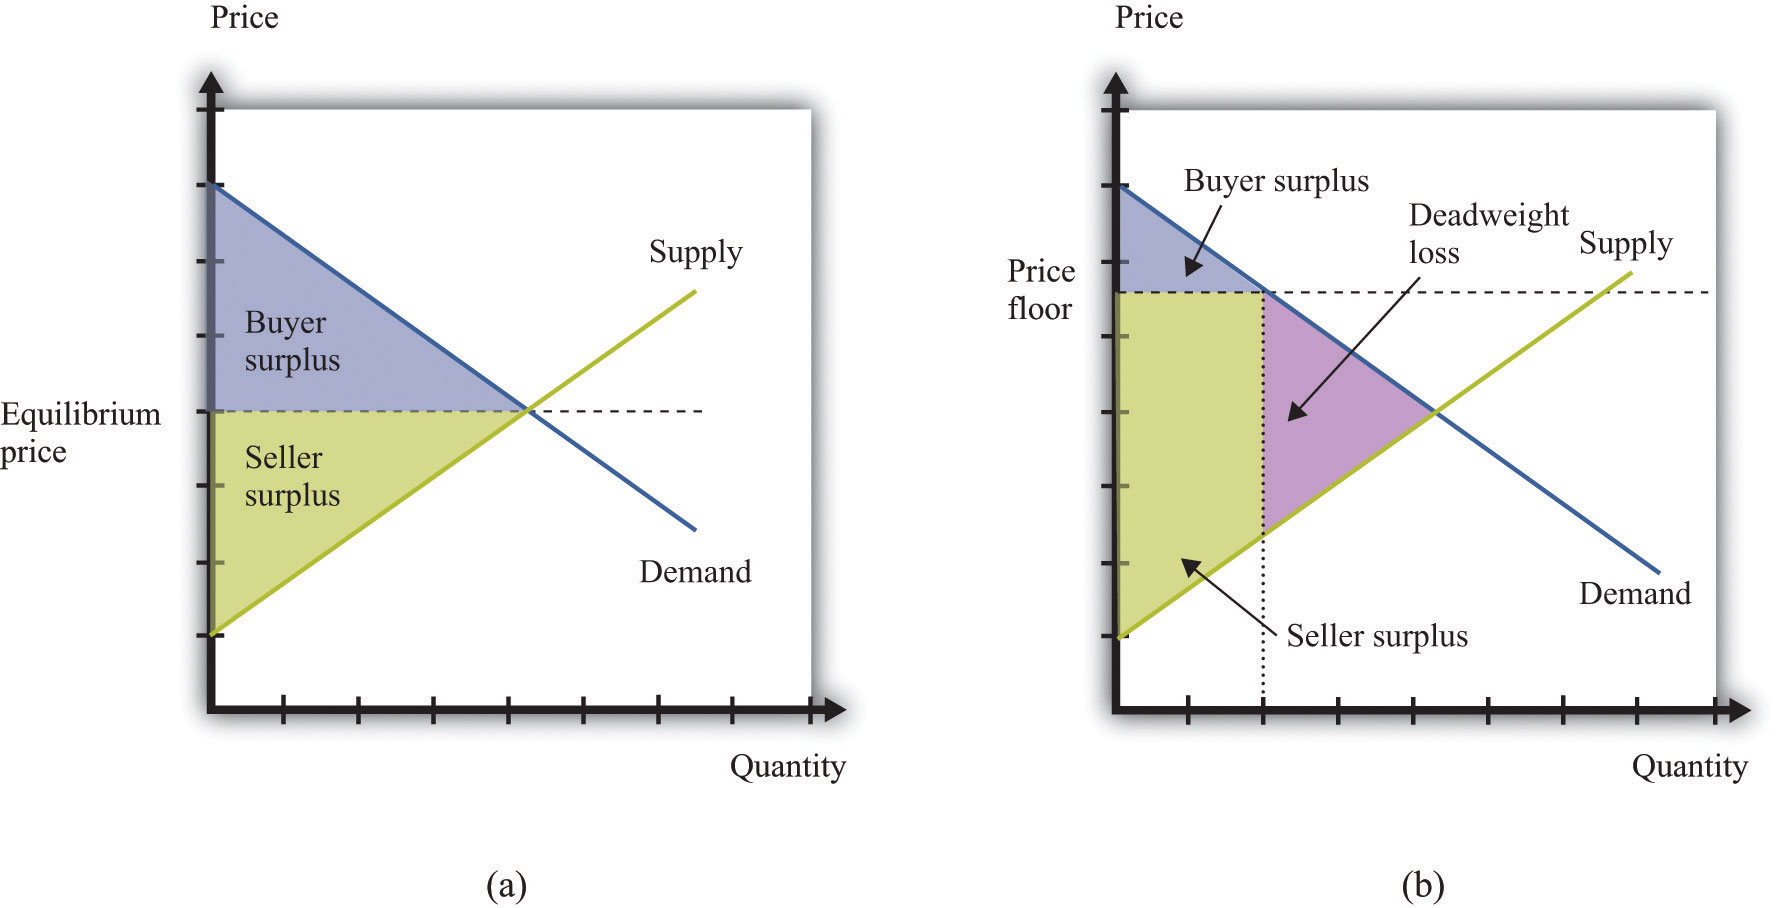 Price
Buyer
surplus
Supply
Equilibrium
price
Seller
surplus
Demand
Quantity
(a)
Price
Buyer surplus
Deadweight
loss
Supply
Price
floor
Seller surplus
Demand
Quantity
(b)